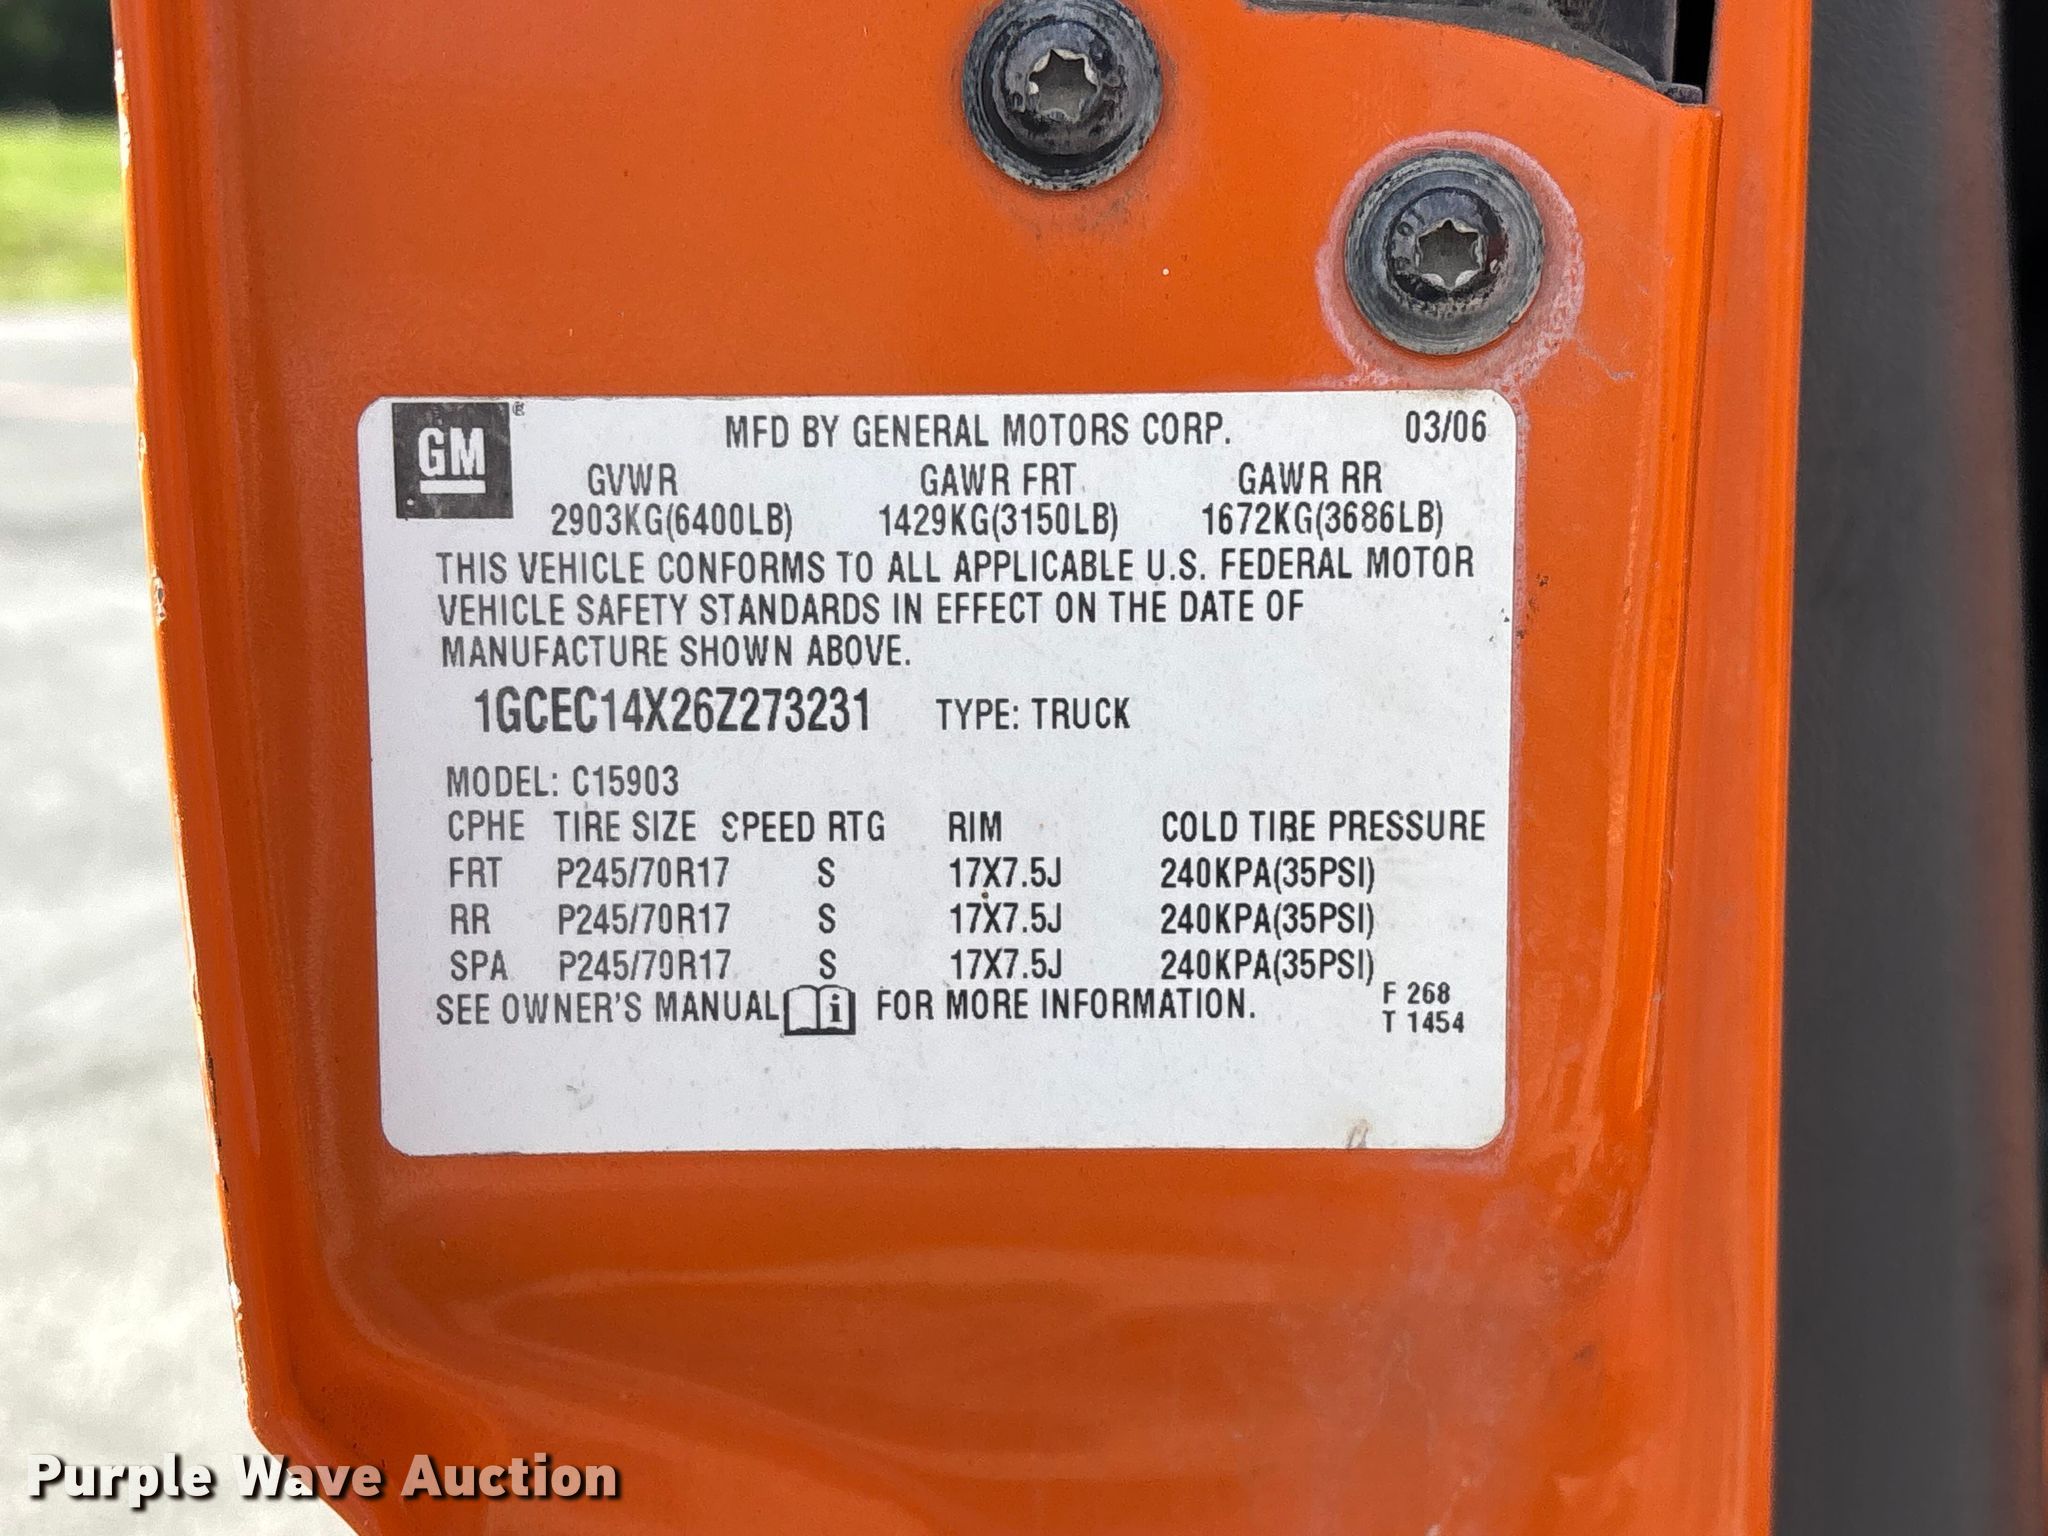 GM ®
MFD BY GENERAL MOTORS CORP. 03/06
GVWR GAWR FRT GAWR RR
2903KG(6400LB) 1429KG(3150LB) 1672KG(3686LB)
THIS VEHICLE CONFORMS TO ALL APPLICABLE U.S. FEDERAL MOTOR
VEHICLE SAFETY STANDARDS IN EFFECT ON THE DATE OF
MANUFACTURE SHOWN ABOVE.
1GCEC14X26Z273231 TYPE: TRUCK
MODEL: C15903
CPHE TIRE SIZE SPEED RTG RIM COLD TIRE PRESSURE
FRT P245/70R17 S 17X7.5J 240KPA(35PSI)
RR P245/70R17 S 17X7.5J 240KPA(35PSI)
SPA P245/70R17 S 17X7.5J 240KPA(35PSI)
SEE OWNER'S MANUAL i FOR MORE INFORMATION.
F 268
T 1454
Purple Wave Auction